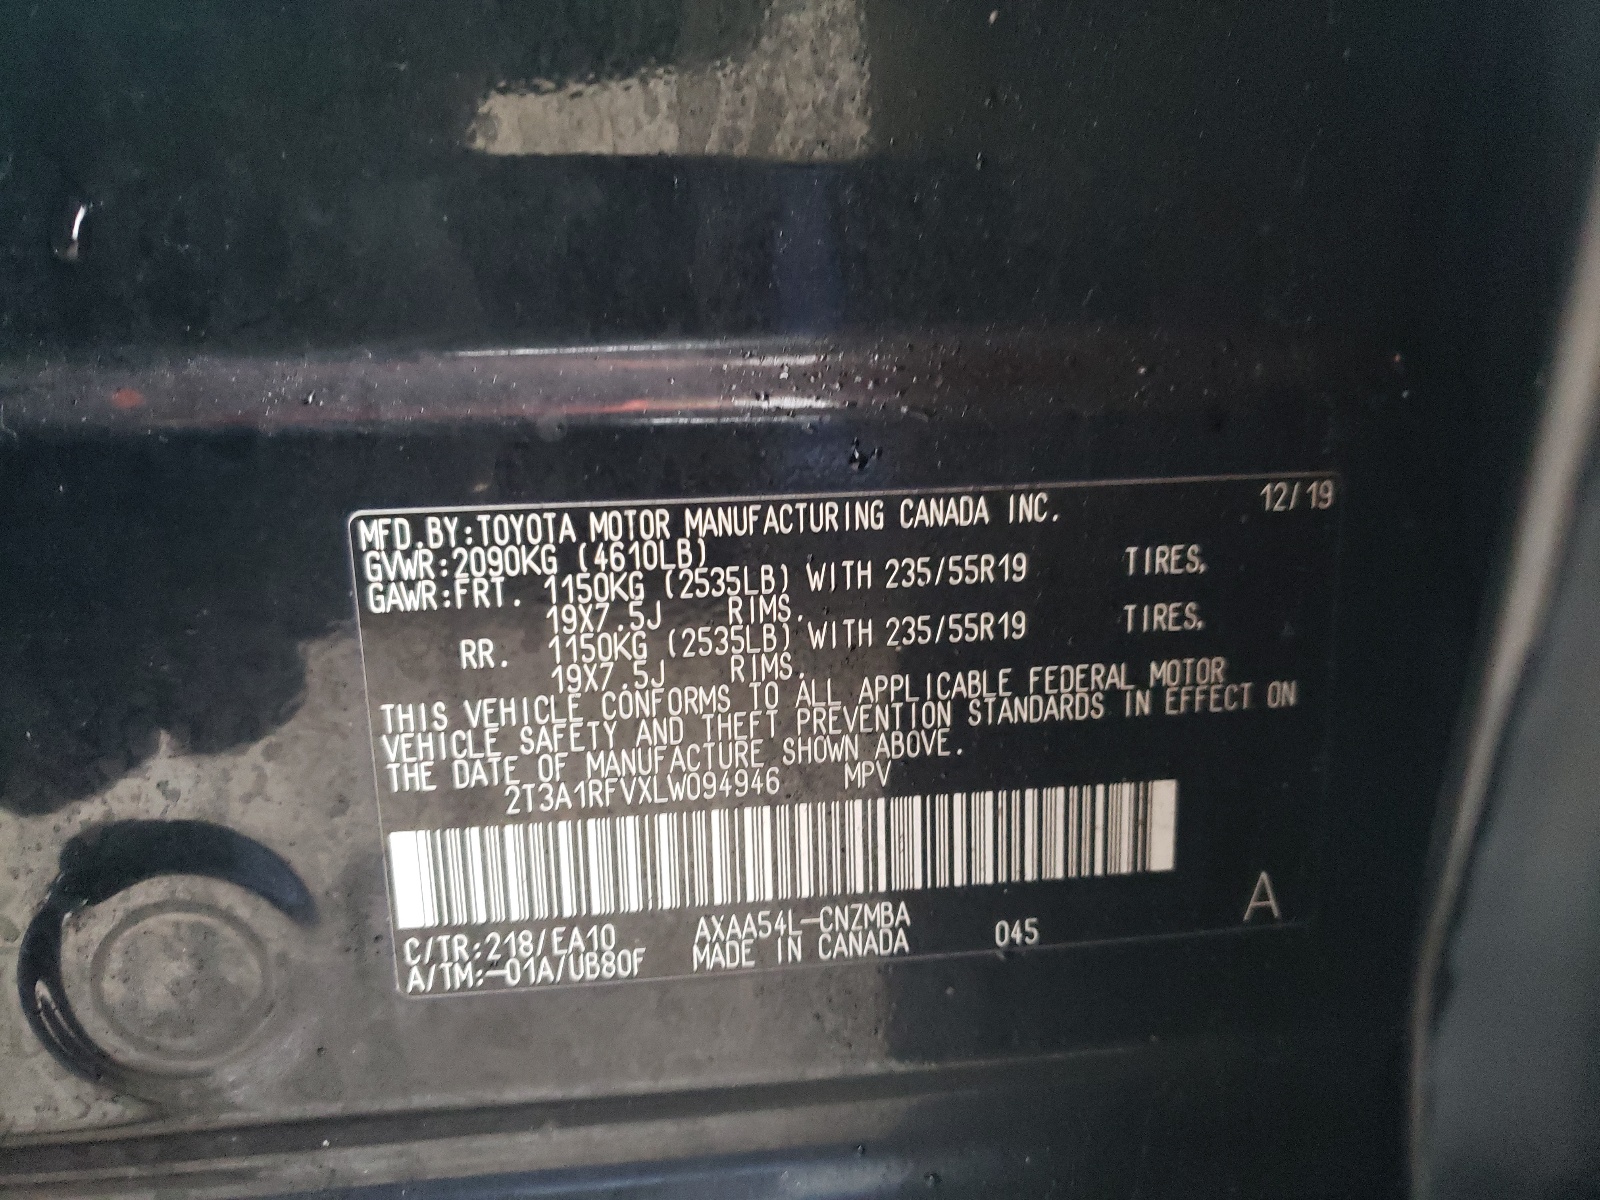 MFD.BY:TOYOTA MOTOR MANUFACTURING CANADA INC. 12/19
GVWR:2090KG (4610LB)
GAWR:FRT. 1150KG (2535LB) WITH 235/55R19 TIRES,
19X7.5J RIMS.
RR. 1150KG (2535LB) WITH 235/55R19 TIRES,
19X7.5J RIMS.
THIS VEHICLE CONFORMS TO ALL APPLICABLE FEDERAL MOTOR
VEHICLE SAFETY AND THEFT PREVENTION STANDARDS IN EFFECT ON
THE DATE OF MANUFACTURE SHOWN ABOVE.
2T3A1RFVXLW094946 MPV
C/TR:218/EA10 AXAA54L-CNZMBA 045 A
A/TM:-01A/UB80F MADE IN CANADA